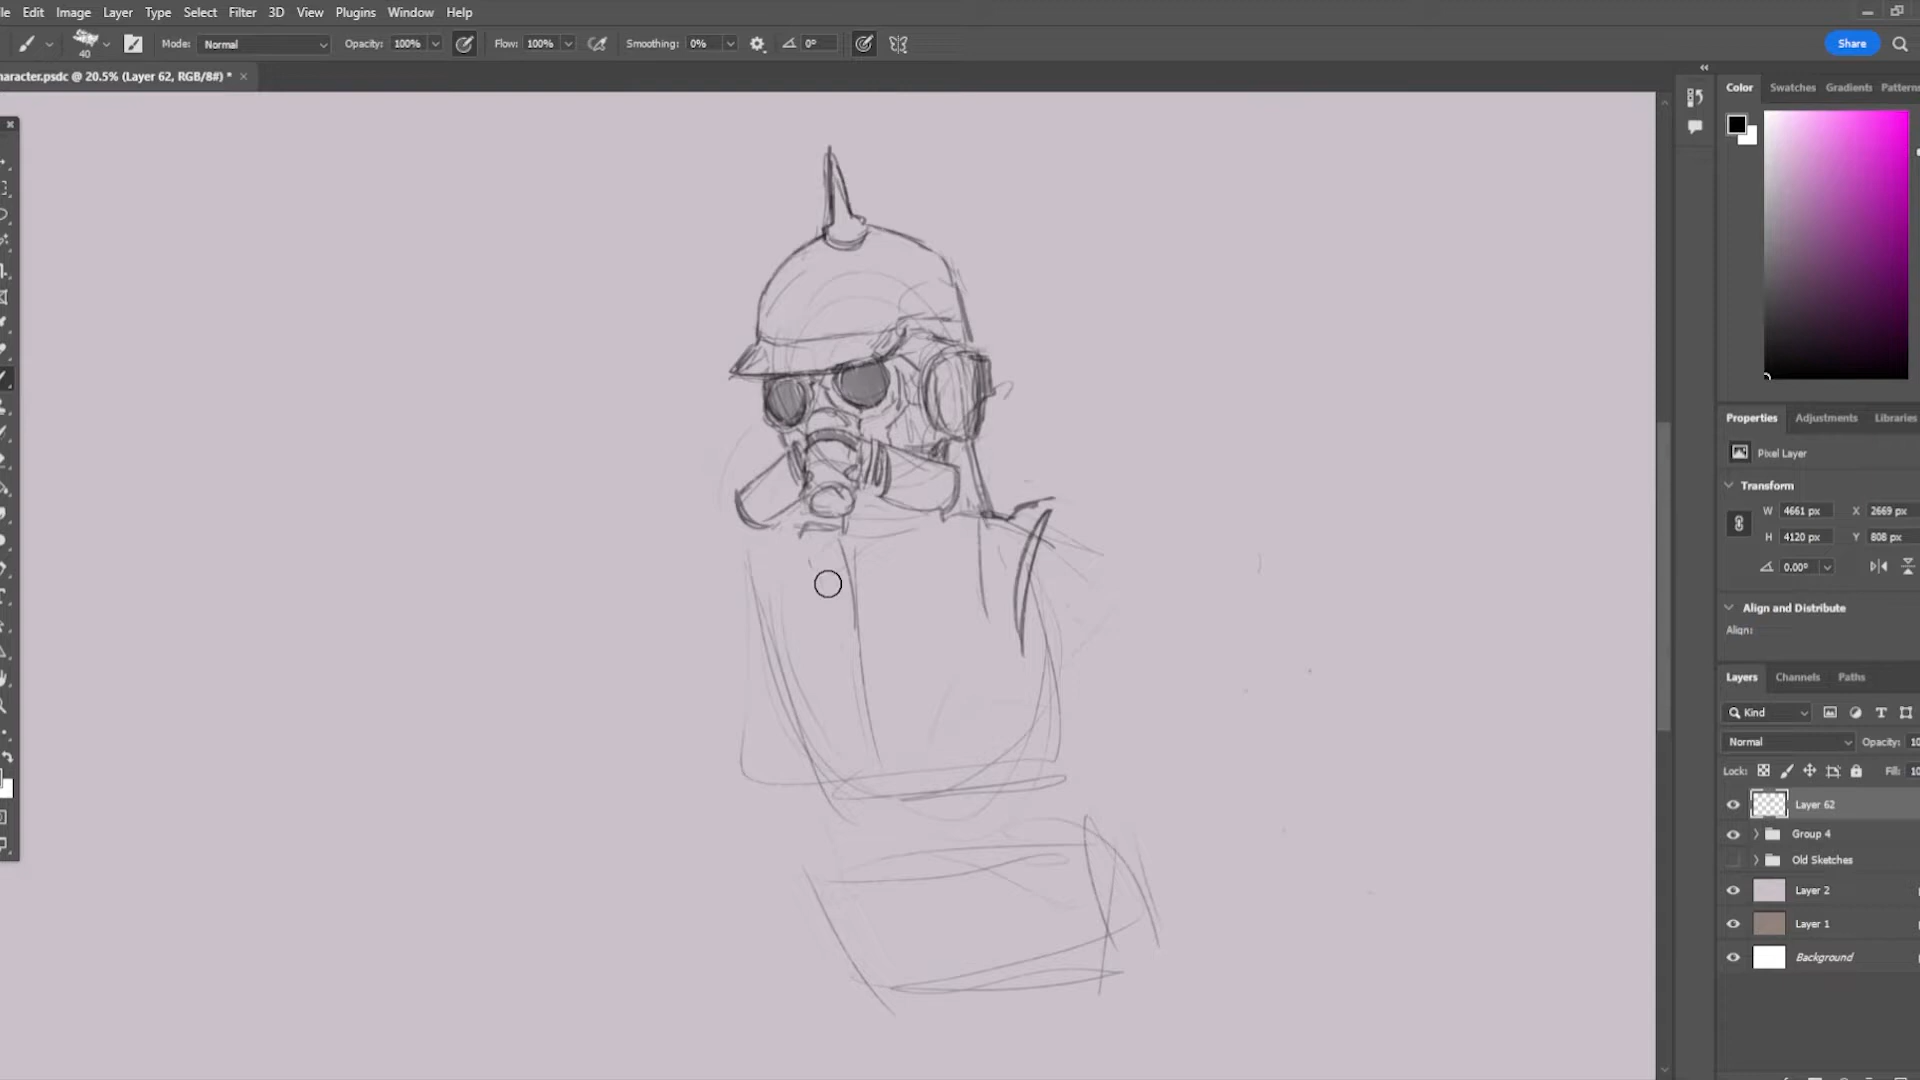 Edit Image Layer Type Select Filter 3D View Plugins Window Help
40 Mode: Normal Opacity: 100% Flow: 100% Smoothing: 0% 0° Share
haracter.psdc @ 20.5% (Layer 62, RGB/8#) *
Color Swatches Gradients Patterns
Properties Adjustments Libraries
Pixel Layer
Transform
W 4661 px X 2669 px
H 4120 px Y 808 px
0.00°
Align and Distribute
Align:
Layers Channels Paths
Kind
Normal Opacity: 10
Lock: Fill: 10
Layer 62
Group 4
Old Sketches
Layer 2
Layer 1
Background